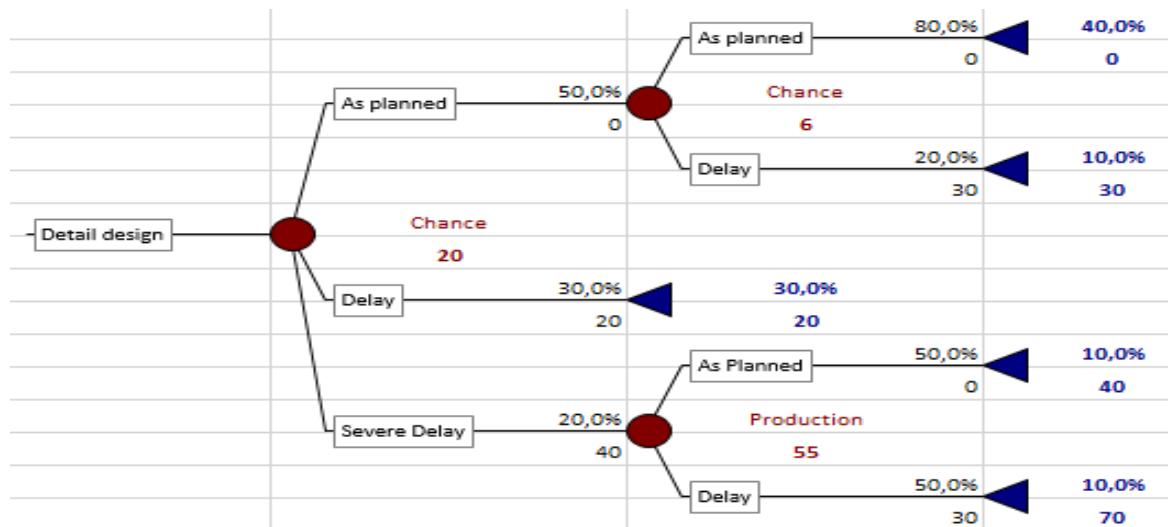 As planned 80,0% 40,0%
0 0
As planned 50,0% Chance
0 6
Delay 20,0% 10,0%
30 30
Chance
Detail design
20
Delay 30,0% 30,0%
20 20
As Planned 50,0% 10,0%
0 40
Severe Delay 20,0% Production
40 55
Delay 50,0% 10,0%
30 70